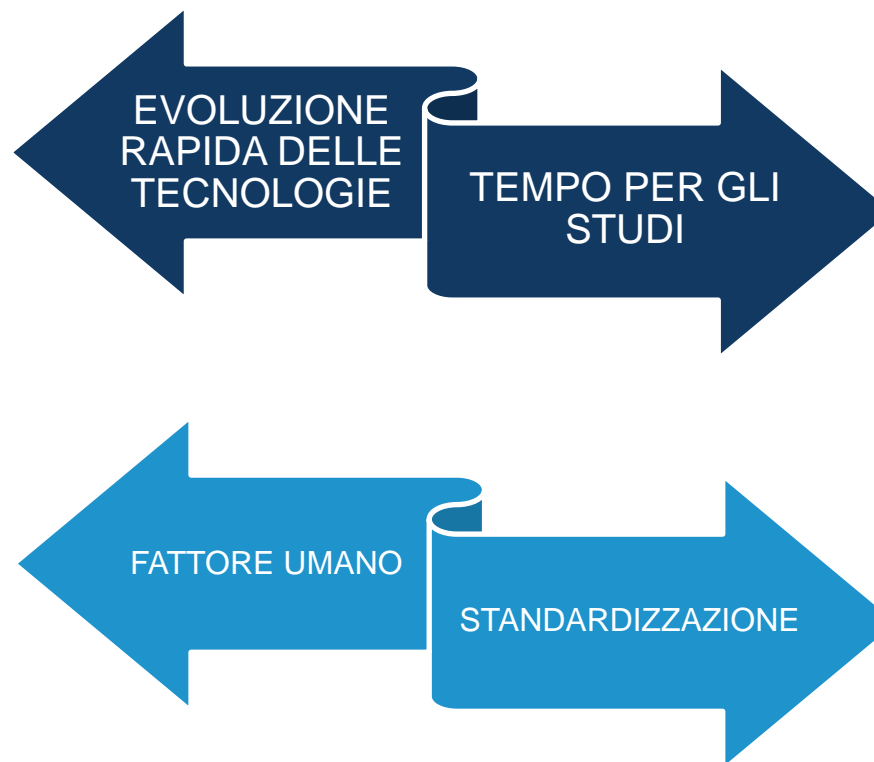 EVOLUZIONE
RAPIDA DELLE
TECNOLOGIE
TEMPO PER GLI
STUDI
FATTORE UMANO
STANDARDIZZAZIONE